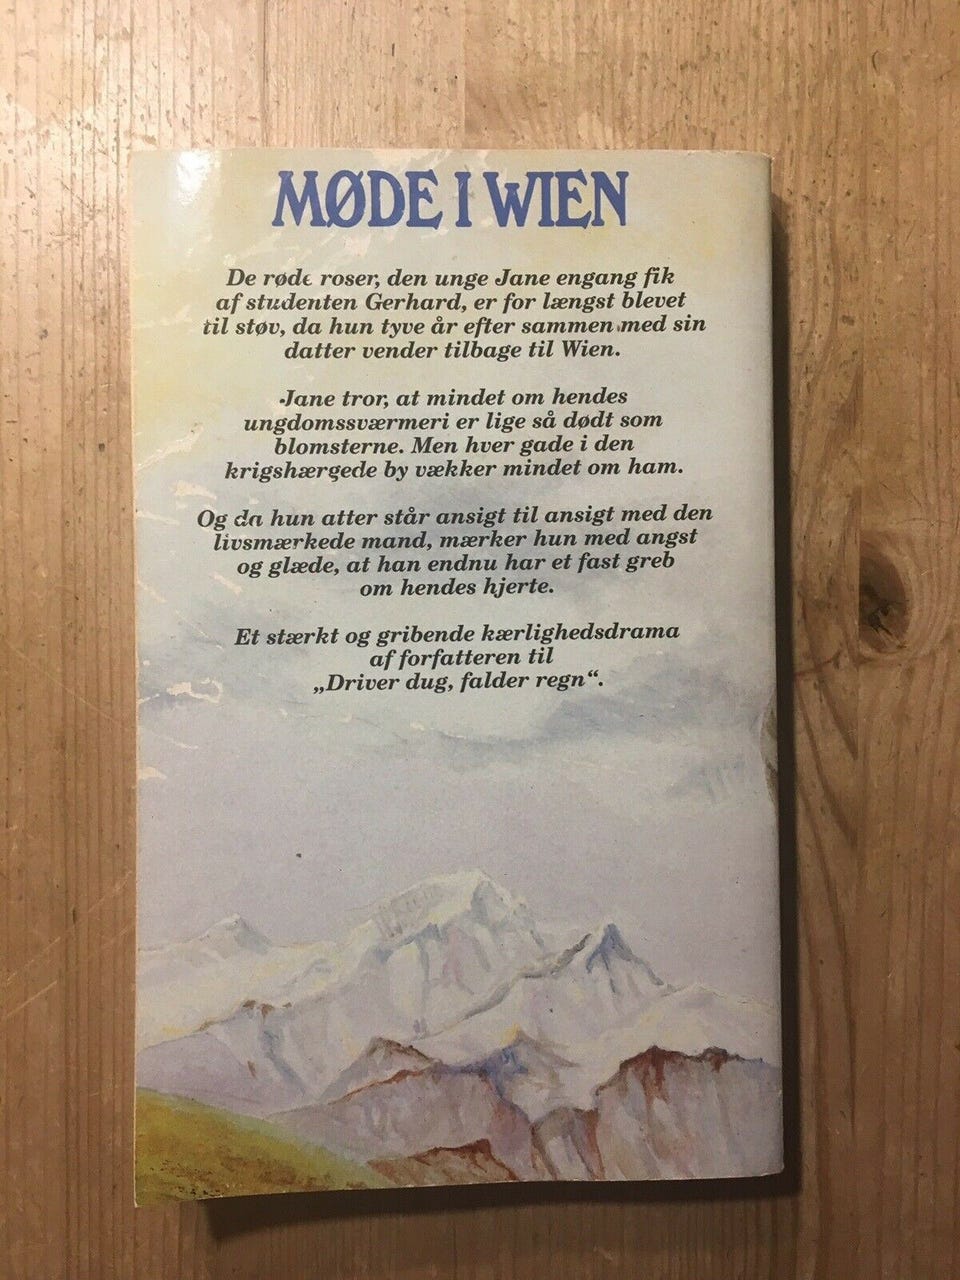 MØDE I WIEN
De røde roser, den unge Jane engang fik
af studenten Gerhard, er for længst blevet
til støv, da hun tyve år efter sammen med sin
datter vender tilbage til Wien.
Jane tror, at mindet om hendes
ungdomssværmeri er lige så dødt som
blomsterne. Men hver gade i den
krigshærgede by vækker mindet om ham.
Og da hun atter står ansigt til ansigt med den
livsmærkede mand, mærker hun med angst
og glæde, at han endnu har et fast greb
om hendes hjerte.
Et stærkt og gribende kærlighedsdrama
af forfatteren til
„Driver dug, falder regn“.